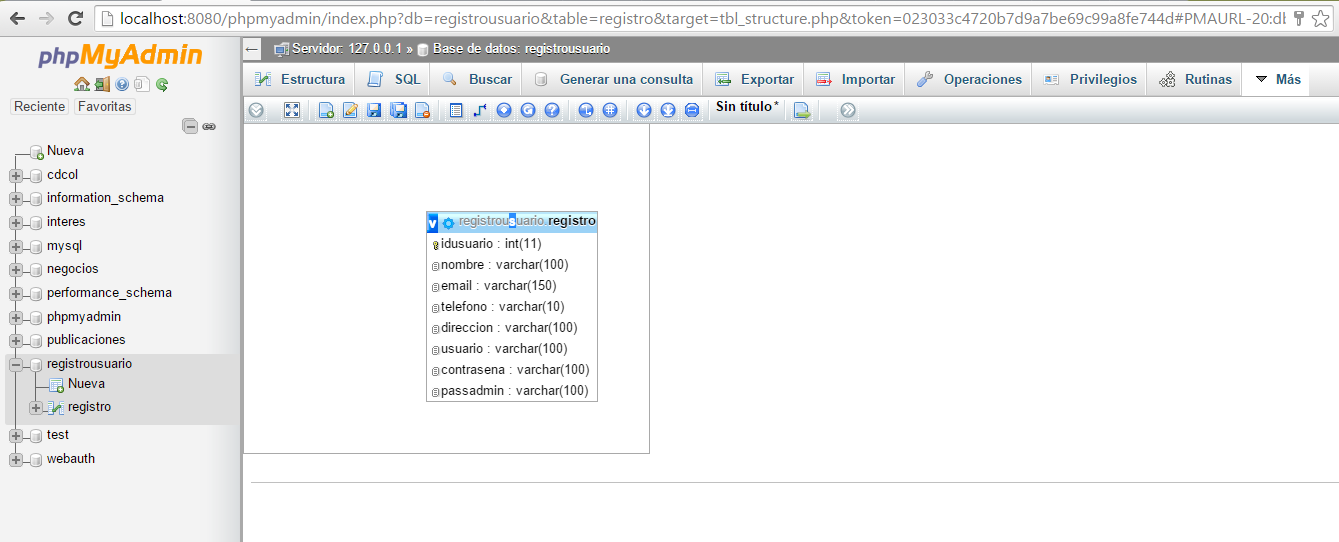 localhost:8080/phpmyadmin/index.php?db=registrousuario&table=registro&target=tbl_structure.php&token=023033c4720b7d9a7be69c99a8fe744d#PMAURL-20:db
phpMyAdmin
Reciente Favoritas
Nueva
cdcol
information_schema
interes
mysql
negocios
performance_schema
phpmyadmin
publicaciones
registrousuario
Nueva
registro
test
webauth
← Servidor: 127.0.0.1 » Base de datos: registrousuario
Estructura SQL Buscar Generar una consulta Exportar Importar Operaciones Privilegios Rutinas Más
Sin título *
v registrousuario.registro
idusuario : int(11)
nombre : varchar(100)
email : varchar(150)
telefono : varchar(10)
direccion : varchar(100)
usuario : varchar(100)
contrasena : varchar(100)
passadmin : varchar(100)